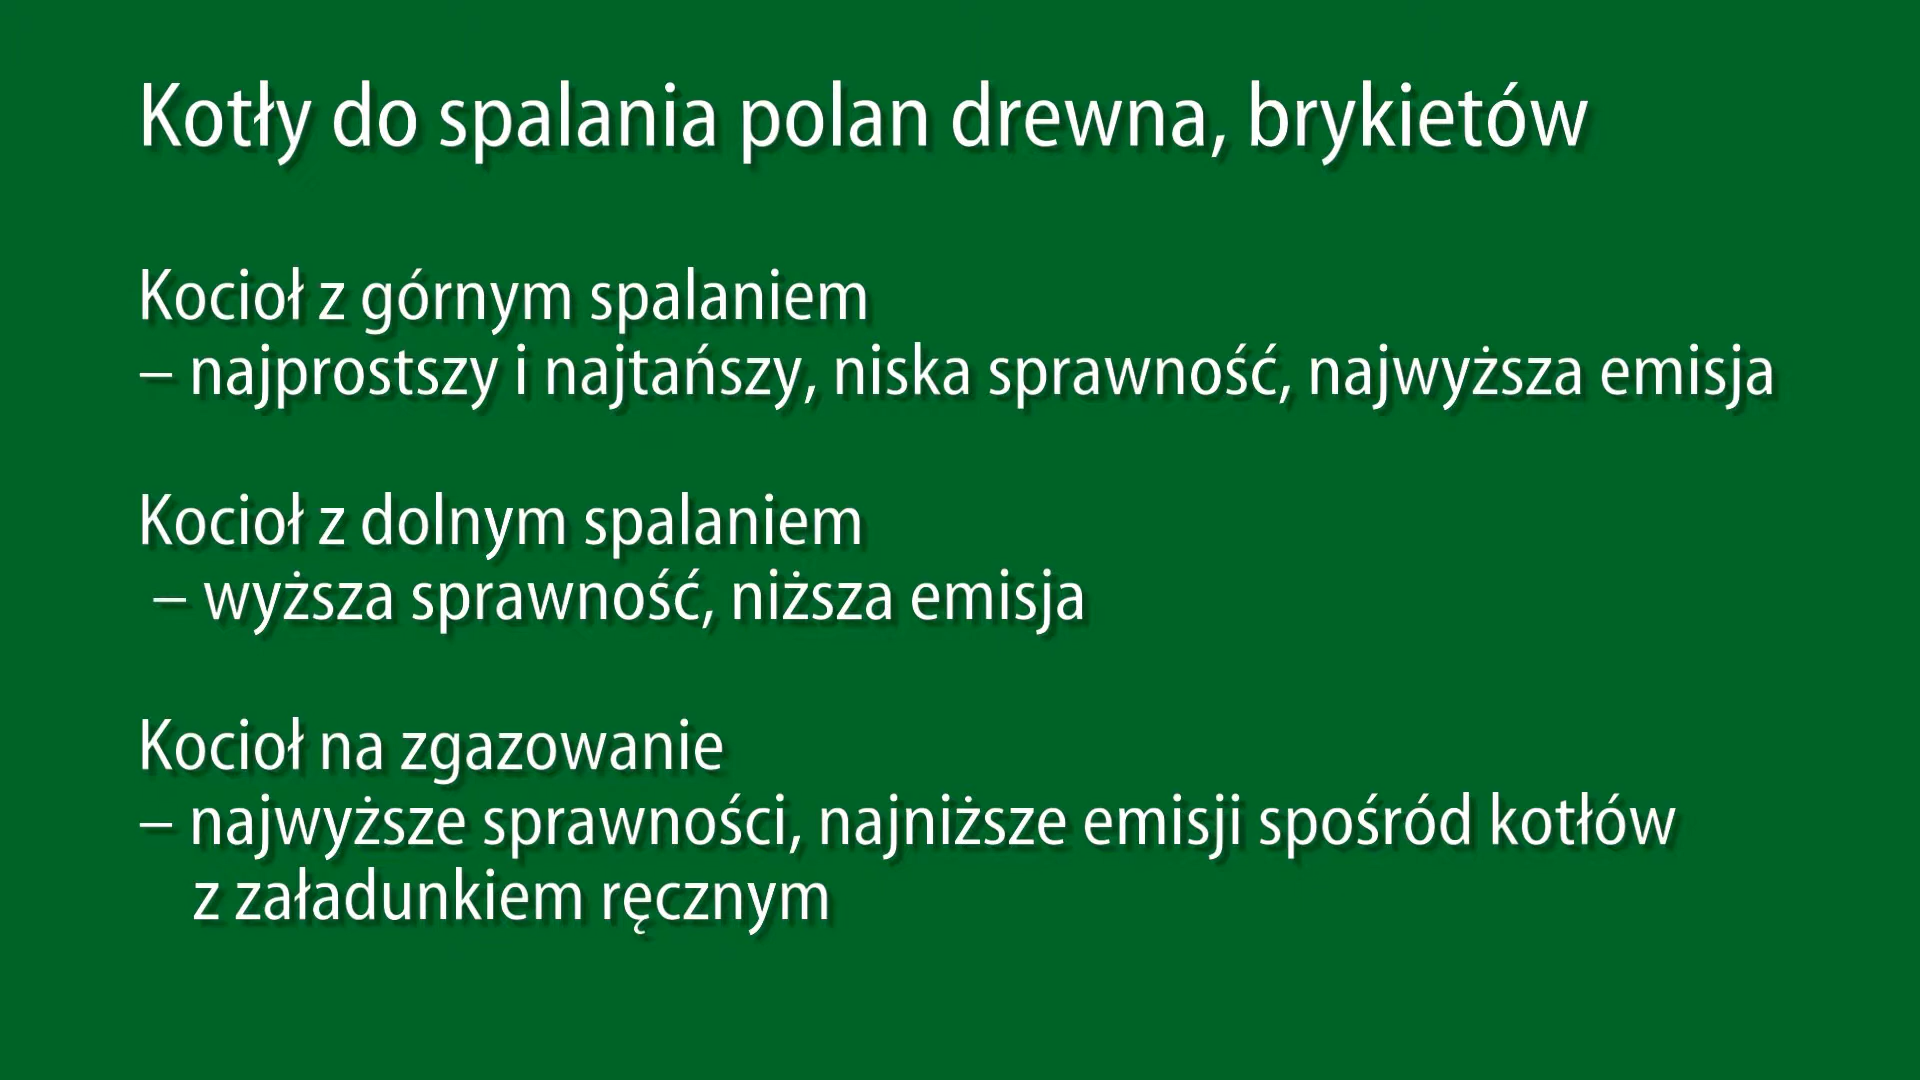 Kotły do spalania polan drewna, brykietów
Kocioł z górnym spalaniem
– najprostszy i najtańszy, niska sprawność, najwyższa emisja
Kocioł z dolnym spalaniem
– wyższa sprawność, niższa emisja
Kocioł na zgazowanie
– najwyższe sprawności, najniższe emisji spośród kotłów
z załadunkiem ręcznym